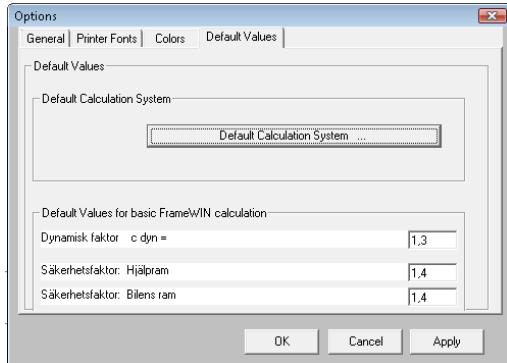 Options
General
Printer Fonts
Colors
Default Values
Default Values
Default Calculation System
Default Calculation System ...
Default Values for basic FrameWIN calculation
Dynamisk faktor c dyn = 1,3
Säkerhetsfaktor: Hjälpram 1,4
Säkerhetsfaktor: Bilens ram 1,4
OK
Cancel
Apply